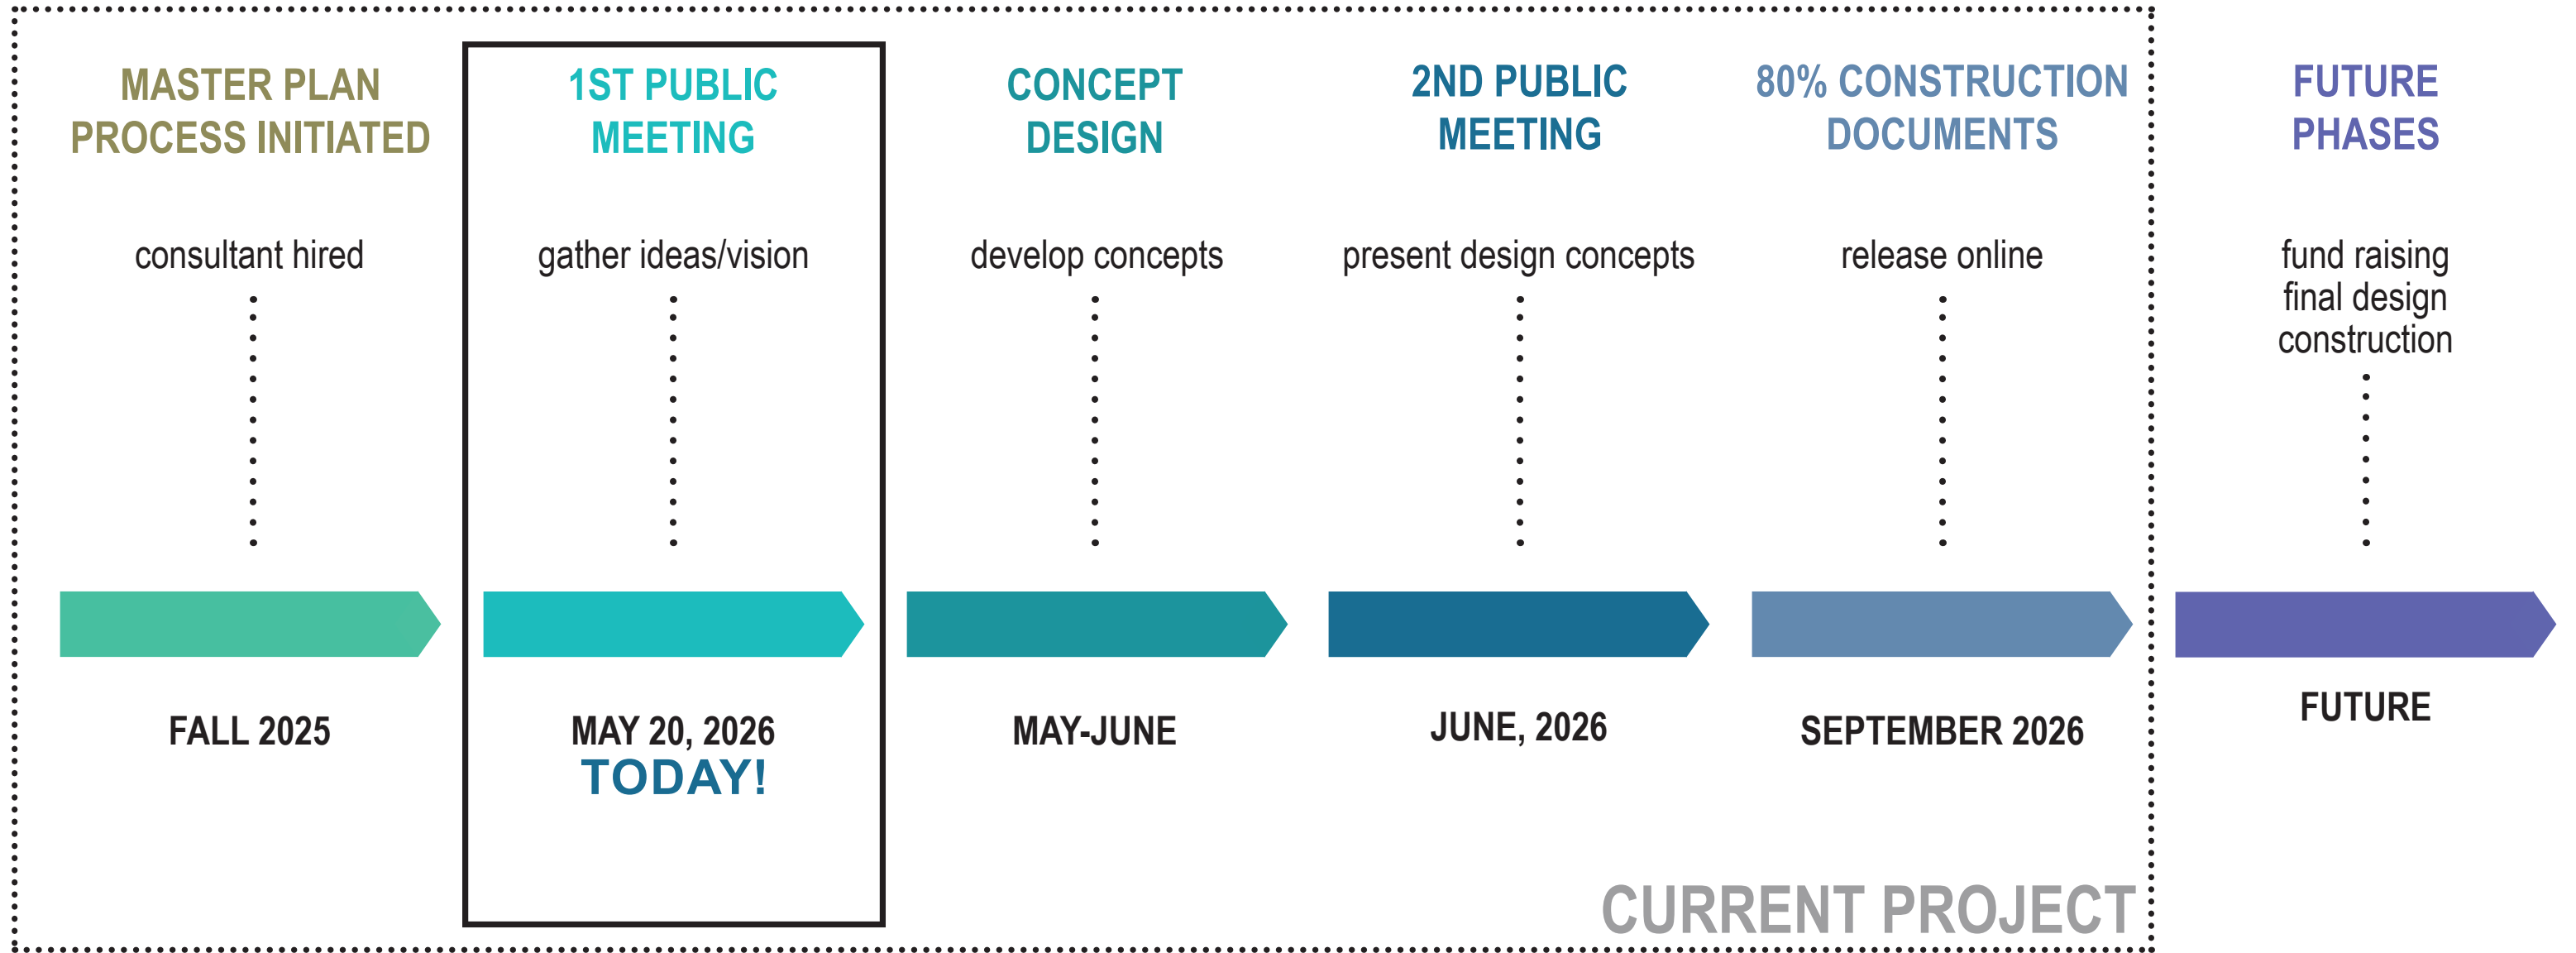 MASTER PLAN
PROCESS INITIATED
consultant hired
FALL 2025
1ST PUBLIC
MEETING
gather ideas/vision
MAY 20, 2026
TODAY!
CONCEPT
DESIGN
develop concepts
MAY-JUNE
2ND PUBLIC
MEETING
present design concepts
JUNE, 2026
80% CONSTRUCTION
DOCUMENTS
release online
SEPTEMBER 2026
CURRENT PROJECT
FUTURE
PHASES
fund raising
final design
construction
FUTURE